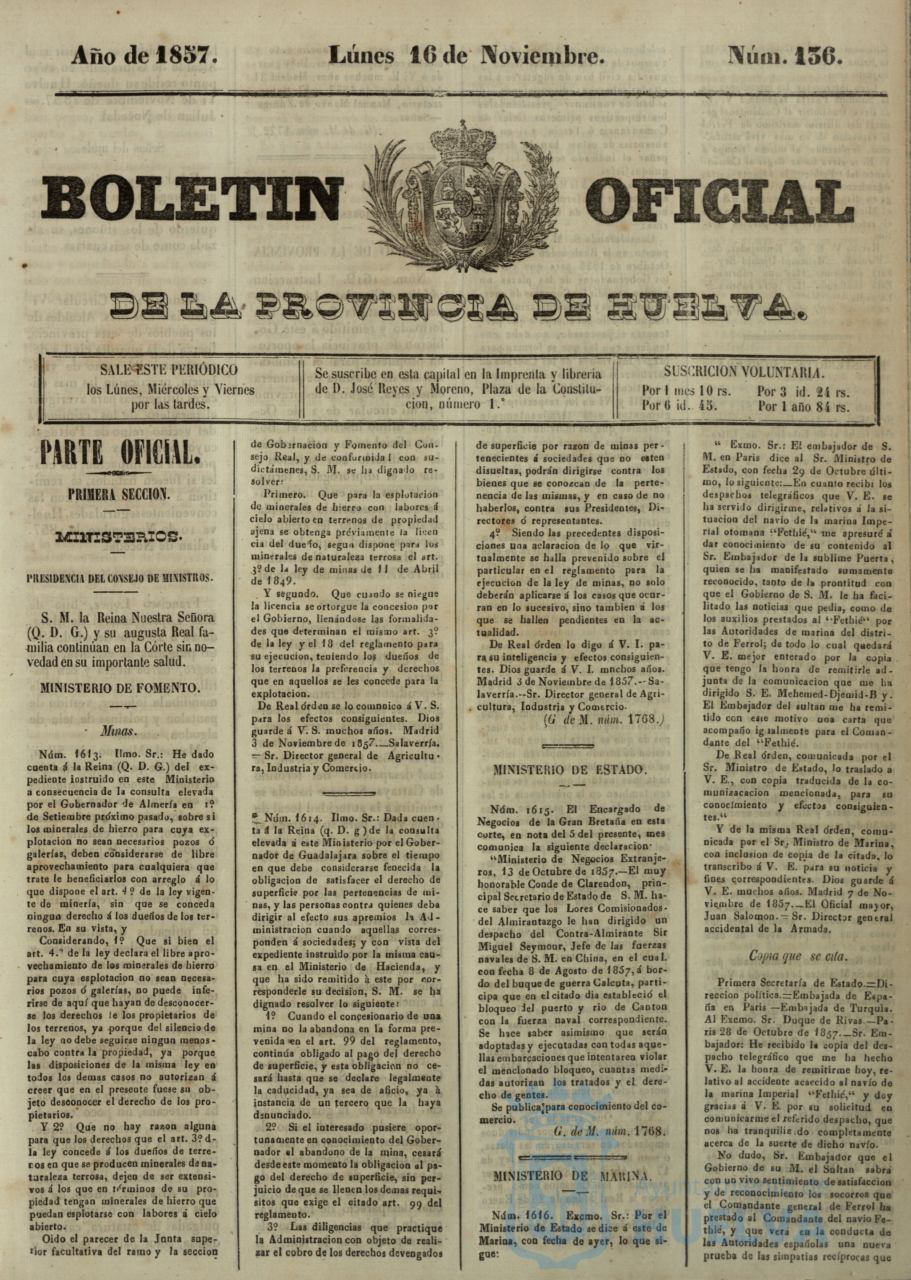 Año de 1857.
Lúnes 16 de Noviembre.
Núm. 136.
BOLETIN OFICIAL
DE LA PROVINCIA DE HUELVA.
SALE ESTE PERIÓDICO
los Lúnes, Miércoles y Viernes
por las tardes.
Se suscribe en esta capital en la Imprenta y libreria
de D. José Reyes y Moreno, Plaza de la Constitu-
cion, número 1.º
SUSCRICION VOLUNTARIA.
Por 1 mes 10 rs. Por 3 id. 24 rs.
Por 6 id. 45. Por 1 año 84 rs.
PARTE OFICIAL.
PRIMERA SECCION.
MINISTERIOS.
PRESIDENCIA DEL CONSEJO DE MINISTROS.
S. M. la Reina Nuestra Señora
(Q. D. G.) y su augusta Real fa-
milia continúan en la Córte sin no-
vedad en su importante salud.
MINISTERIO DE FOMENTO.
Minas.
Núm. 1613. Ilmo. Sr.: He dado
cuenta á la Reina (Q. D. G.) del ex-
pediente instruido en este Ministerio
a consecuencia de la consulta elevada
por el Gobernador de Almería en 1º
de Setiembre próximo pasado, sobre si
los minerales de hierro para cuya ex-
plotacion no sean necesarios pozos ó
galerías, deben considerarse de libre
aprovechamiento para cualquiera que
trate le beneficiarlos con arreglo á lo
que dispone el art. 4º de la ley vigen-
te de minería, sin que se conceda
ninguna derecho á los dueños de los ter-
renos. En su vista, y
Considerando, 1º Que si bien el
art. 4.º de la ley declara el libre apro-
vechamiento de los minerales de hierro
para cuya esplotacion no sean necesa-
rios pozos ó galerías, no puede infe-
rirse de aquí que hayan de desconocer-
se los derechos de los propietarios de
los terrenos, ya porque del silencio de
la ley no debe seguirse ningun menos-
cabo contra la propiedad, ya porque
las disposiciones de la misma ley en
todos los demas casos no autorizan á
creer que en el presente fuese su ob-
jeto desconocer el derecho de los pro-
pietarios.
Y 2º Que no hay razon alguna
para que los derechos que el art. 3º d-
la ley concede á los dueños de terre-
nos en que se producen minerales de na-
turaleza terrosa, dejen de ser extensi-
vos á los que en términos de su pro-
piedad tengan minerales de hierro que
puedan esplotarse con labores á cielo
abierto.
Oido el parecer de la Junta supe-
rior facultativa del ramo y la seccion
de Gobernacion y Fomento del Con-
sejo Real, y de conformidad con su-
dictámenes, S. M. se ha dignado re-
solver:
Primero. Que para la esplotacion
de minerales de hierro con labores á
cielo abierto en terrenos de propiedad
ajena se obtenga préviamente la licen
cia del dueño, segun dispone para los
minerales de naturaleza terrosa el art.
3º de la ley de minas de 11 de Abril
de 1849.
Y segundo. Que cuando se niegue
la licencia se ortorgue la concesion por
el Gobierno, llenándose las formalida-
des que determinan el mismo art. 3º
de la ley y el 18 del reglamento para
su ejecucion, teniendo los dueños de
los terrenos la preferencia y derechos
que en aquellos se les concede para la
explotacion.
De Real órden se lo comunico á V. S.
para los efectos consiguientes. Dios
guarde á V. S. muchos años. Madrid
3 de Noviembre de 1857.—Salaverría.
— Sr. Director general de Agricultu-
ra, Industria y Comercio.
Núm. 1614. Ilmo. Sr.: Dada cuen-
ta á la Reina (q. D. g) de la consulta
elevada á este Ministerio por el Gober-
nador de Guadalajara sobre el tiempo
en que debe considerarse fenecida la
obligacion de satisfacer el derecho de
superficie por las pertenencias de mi-
nas, y las personas contra quienes deba
dirigir al efecto sus apremios la Ad-
ministracion cuando aquellas corres-
ponden á sociedades; y con vista del
expediente instruido por la misma cau-
sa en el Ministerio de Hacienda, y
que ha sido remitido à este por cor-
responderle su decision, S. M. se ha
dignado resolver lo siguiente:
1º Cuando el concesionario de una
mina no la abandona en la forma pre-
venida en el art. 99 del reglamento,
continúa obligado al pago del derecho
de superficie, y esta obligacion no ce-
sará hasta que se declare legalmente
la caducidad, ya sea de oficio, ya à
instancia de un tercero que la haya
denunciado.
2º Si el interesado pusiere opor-
tunamente en conocimiento del Gober-
nador el abandono de la mina, cesará
desde este momento la obligacion al pa-
go del derecho de superficie, sin per-
juicio de que se llenen los demas requi-
sitos que exige el citado art. 99 del
reglamento.
3º Las diligencias que practique
la Administracion con objeto de reali-
zar el cobro de los derechos devengados
de superficie por razon de minas per-
tenecientes á sociedades que no esten
disueltas, podrán dirigirse contra los
bienes que se conozcan de la perte-
nencia de las mismas, y en caso de no
haberlos, contra sus Presidentes, Di-
rectores ó representantes.
4º Siendo las precedentes disposi-
ciones una aclaracion de lo que vir-
tualmente se halla prevenido sobre el
particular en el reglamento para la
ejecucion de la ley de minas, no solo
deberán aplicarse á los casos que ocur-
ran en lo sucesivo, sino tambien á los
que se hallen pendientes en la ac-
tualidad.
De Real órden lo digo á V. I. pa-
ra su inteligencia y efectos consiguien-
tes. Dios guarde á V. I. mnchos años.
Madrid 3 de Noviembre de 1857.--Sa-
laverría.--Sr. Director general de Agri-
cultura, Industria y Comercio.
(G de M. núm. 1768.)
MINISTERIO DE ESTADO.
Núm. 1615. El Encargado de
Negocios de la Gran Bretaña en esta
corte, en nota del 5 del presente, mes
comunica la siguiente declaracion·
"Ministerio de Negocios Extranje-
ros, 13 de Octubre de 1857.—El muy
honorable Conde de Clarendon, prin-
cipal Secretario de Estado de S. M. ha-
ce saber que los Lores Comisionados-
del Almirantazgo le han dirigido un
despacho del Contra-Almirante Sir
Miguel Seymour, Jefe de las fuerzas
navales de S. M. en China, en el cual.
con fecha 8 de Agosto de 1857, á bor-
do del buque de guerra Calcuta, parti-
cipa que en el citado dia estableció el
bloqueo del puerto y rio de Canton
con la fuerza naval correspondiente.
Se hace saber asimismo que serán
adoptadas y ejecutadas con todas aque-
llas embarcaciones que intentaren violar
el mencionado bloqueo, cuantas medi-
das autorizan los tratados y el dere-
cho de gentes.
Se publica para conocimiento del co-
mercio.
G. de M. núm. 1768.
MINISTERIO DE MARINA.
Núm. 1616. Excmo. Sr.: Por el
Ministerio de Estado se dice á este de
Marina, con fecha de ayer, lo que si-
gue:
" Exmo. Sr.: El embajador de S.
M. en Paris dice al Sr. Ministro de
Estado, con fecha 29 de Octubre últi-
mo, lo siguiente:—En cuanto recibi los
despachos telegráficos que V. E. se
ha servido dirigirme, relativos á la si-
tuacion del navío de la marina Impe-
rial otomana "Fethié," me apresuré á
dar conocimiento de su contenido al
Sr. Embajador de la sublime Puerta,
quien se ha manifestado sumamente
reconocido, tanto de la prontitud con
que el Gobierno de S. M. le ha faci-
litado las noticias que pedia, como de
los auxilios prestados al "Fethié" por
las Autoridades de marina del distri-
to de Ferrol; de todo lo cual quedará
V. E. mejor enterado por la copia
que tengo la honra de remitirle ad-
junta de la comunicacion que me ha
dirigido S. E. Mehemed-Djemid-B y.
El Embajador del sultan me ha remi-
tido con este motivo una carta que
acompaño igualmente para el Coman-
dante del "Fethié.
De Real órden, comunicada por el
Sr. Ministro de Estado, lo traslado a
V. E., con copia traducida de la co-
munizacion mencionada, para su
conocimiento y efectos consiguien-
tes."
Y de la misma Real órden, comu-
nicada por el Sr. Ministro de Marina,
con inclusion de copia de la citada, lo
transcribo á V. E. para su noticia y
fines correspondientes. Dios guarde á
V. E. muchos años. Madrid 7 de No-
viembre de 1857.—El Oficial mayor,
Juan Salomon.= Sr. Director general
accidental de la Armada.
Copia que se cita.
Primera Secretaría de Estado.=Di-
reccion política.=Embajada de Espa-
ña en Paris—Embajada de Turquía.
Al Exemo. Sr. Duque de Rivas.—Pa-
ris 28 de Octubre de 1857.—Sr. Em-
bajador: He recibido la copia del des-
pacho telegráfico que me ha hecho
V. E. la honra de remitirme hoy, re-
lativo al accidente acaecido al navío de
la marina Imperial "Fethié," y doy
gracias á V. E. por su solicitud en
comunicarme el referido despacho, que
nos ha tranquilizado completamente
acerca de la suerte de dicho navío.
No dudo, Sr. Embajador que el
Gobierno de su M. el Sultan sabra
con un vivo sentimiento de satisfaccion
y de reconocimiento los socorros que
el Comandante general de Ferrol ha
prestado al Comandante del navio Fe-
thié, y que vera en la conducta de
las Autoridades españolas una nueva
prueba de las simpatias recíprocas que